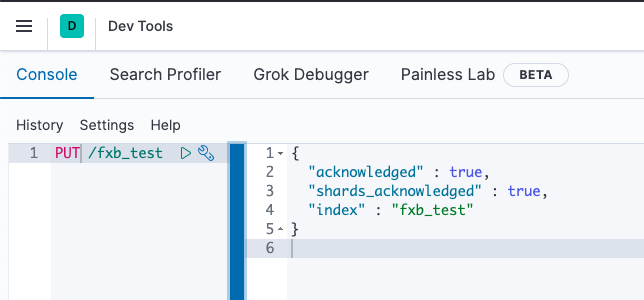 D Dev Tools
Console Search Profiler Grok Debugger Painless Lab BETA
History Settings Help
1 PUT /fxb_test
1 {
2 "acknowledged" : true,
3 "shards_acknowledged" : true,
4 "index" : "fxb_test"
5 }
6